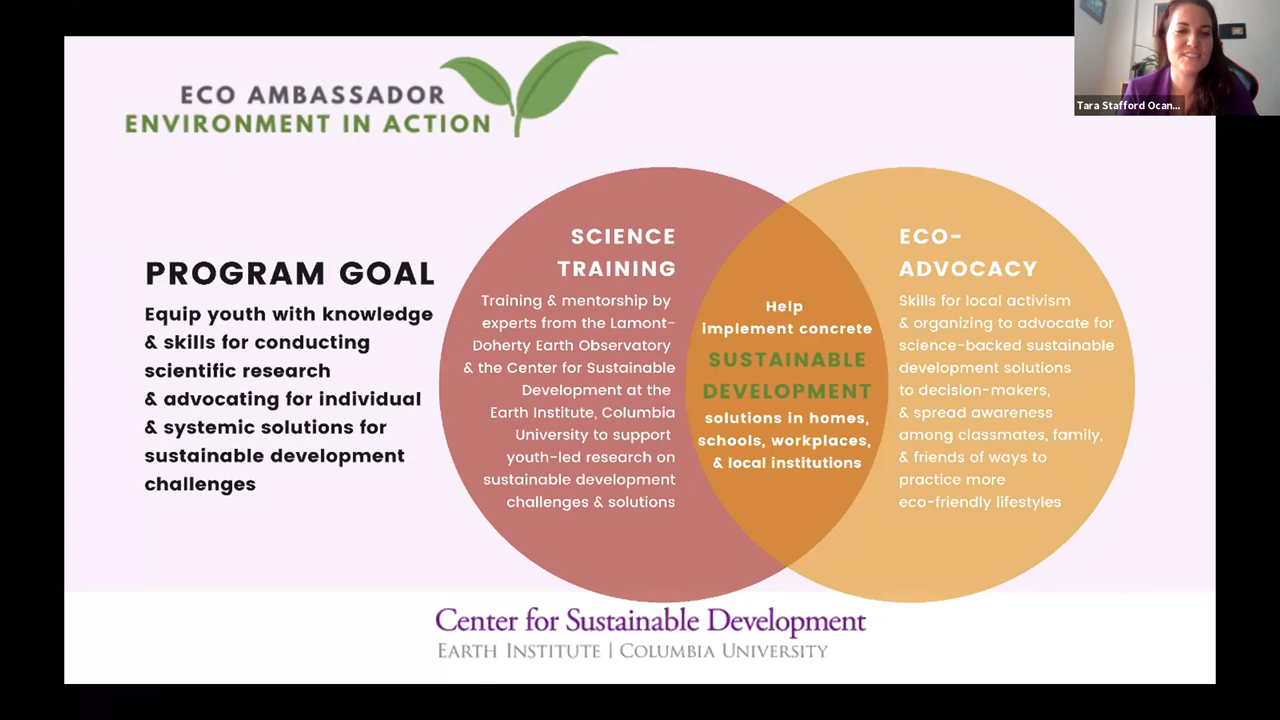 ECO AMBASSADOR
ENVIRONMENT IN ACTION
Tara Stafford Ocan...
PROGRAM GOAL
Equip youth with knowledge
& skills for conducting
scientific research
& advocating for individual
& systemic solutions for
sustainable development
challenges
SCIENCE
TRAINING
Training & mentorship by
experts from the Lamont-
Doherty Earth Observatory
& the Center for Sustainable
Development at the
Earth Institute, Columbia
University to support
youth-led research on
sustainable development
challenges & solutions
Help
implement concrete
SUSTAINABLE
DEVELOPMENT
solutions in homes,
schools, workplaces,
& local institutions
ECO-
ADVOCACY
Skills for local activism
& organizing to advocate for
science-backed sustainable
development solutions
to decision-makers,
& spread awareness
among classmates, family,
& friends of ways to
practice more
eco-friendly lifestyles
Center for Sustainable Development
EARTH INSTITUTE | COLUMBIA UNIVERSITY